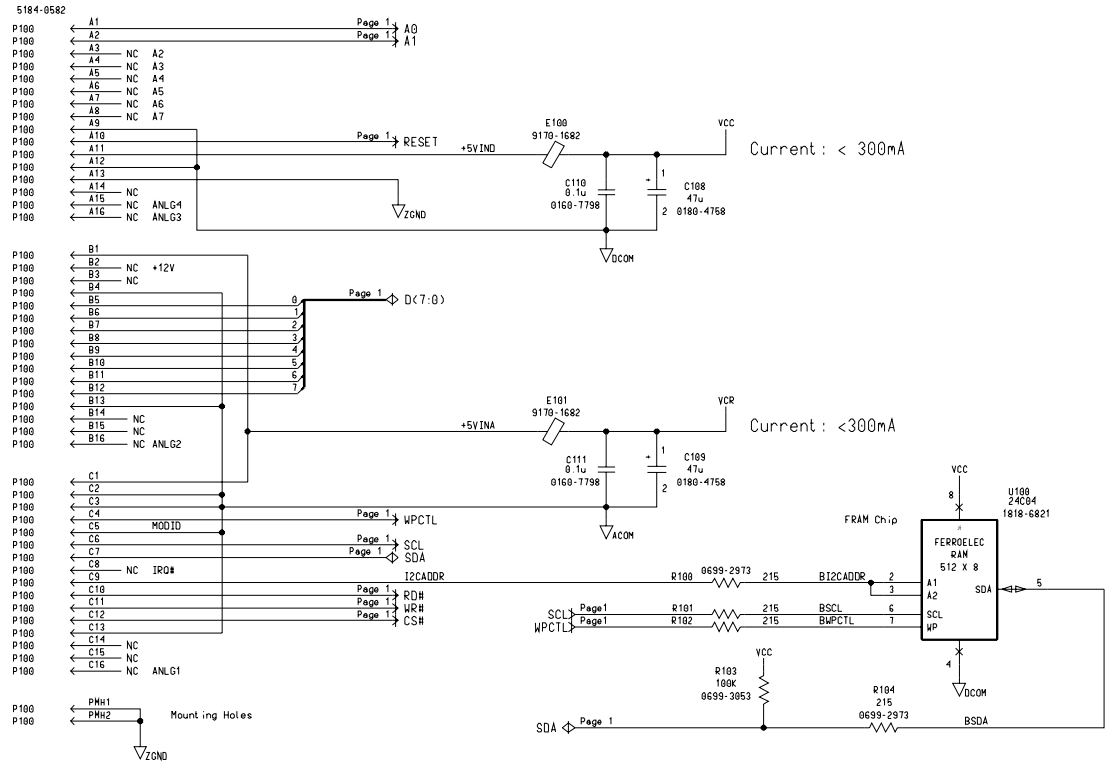 5184-0582
P100 A1 Page 1 A0
P100 A2 Page 1 A1
P100 A3 NC A2
P100 A4 NC A3
P100 A5 NC A4
P100 A6 NC A5
P100 A7 NC A6
P100 A8 NC A7
P100 A9
P100 A10 Page 1 RESET
P100 A11 +5VIND
P100 A12
P100 A13
P100 A14 NC
P100 A15 NC ANLG4
P100 A16 NC ANLG3
ZGND
E100
9170-1682
VCC
Current: < 300mA
C110
0.1u
0160-7798
+ 1
C108
47u
2 0180-4758
DCOM
P100 B1
P100 B2 NC +12V
P100 B3 NC
P100 B4
P100 B5 0 Page 1 D(7:0)
P100 B6 1
P100 B7 2
P100 B8 3
P100 B9 4
P100 B10 5
P100 B11 6
P100 B12 7
P100 B13
P100 B14 NC
P100 B15 NC
P100 B16 NC ANLG2
+5VINA
E101
9170-1682
VCR
Current: <300mA
C111
0.1u
0160-7798
+ 1
C109
47u
2 0180-4758
ACOM
P100 C1
P100 C2
P100 C3
P100 C4 Page 1 WPCTL
P100 C5 MODID
P100 C6 Page 1 SCL
P100 C7 Page 1 SDA
P100 C8 NC IRQ#
P100 C9 I2CADDR
P100 C10 Page 1 RD#
P100 C11 Page 1 WR#
P100 C12 Page 1 CS#
P100 C13
P100 C14 NC
P100 C15 NC
P100 C16 NC ANLG1
VCC
8
U100
24C04
1818-6821
FRAM Chip
FERROELEC
RAM
512 X 8
R100 0699-2973 215 BI2CADDR 2 A1
3 A2
SDA 5
SCL Page1 R101 215 BSCL 6 SCL
WPCTL Page1 R102 215 BWPCTL 7 WP
4
DCOM
VCC
R103
100K
0699-3053
R104
215
0699-2973
SDA Page 1 BSDA
P100 PMH1
P100 PMH2
Mounting Holes
ZGND